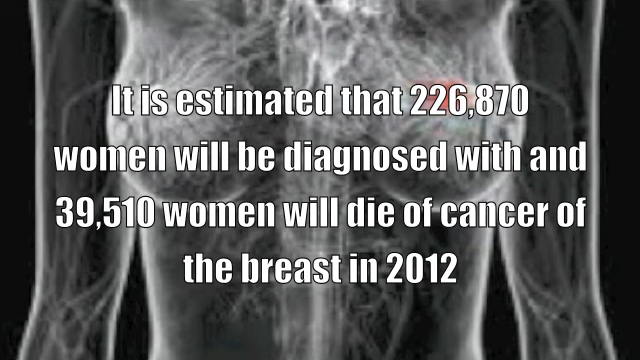 It is estimated that 226,870
women will be diagnosed with and
39,510 women will die of cancer of
the breast in 2012